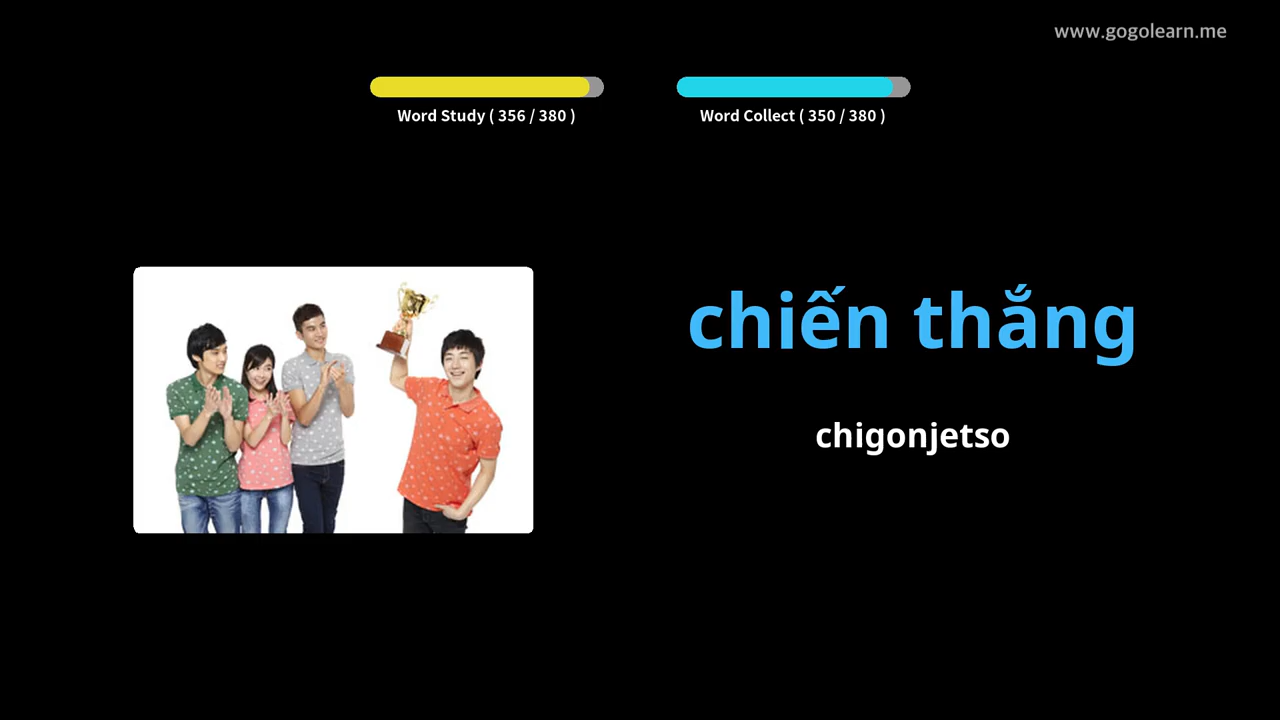 www.gogolearn.me
Word Study ( 356 / 380 )
Word Collect ( 350 / 380 )
chiến thắng
chigonjetso